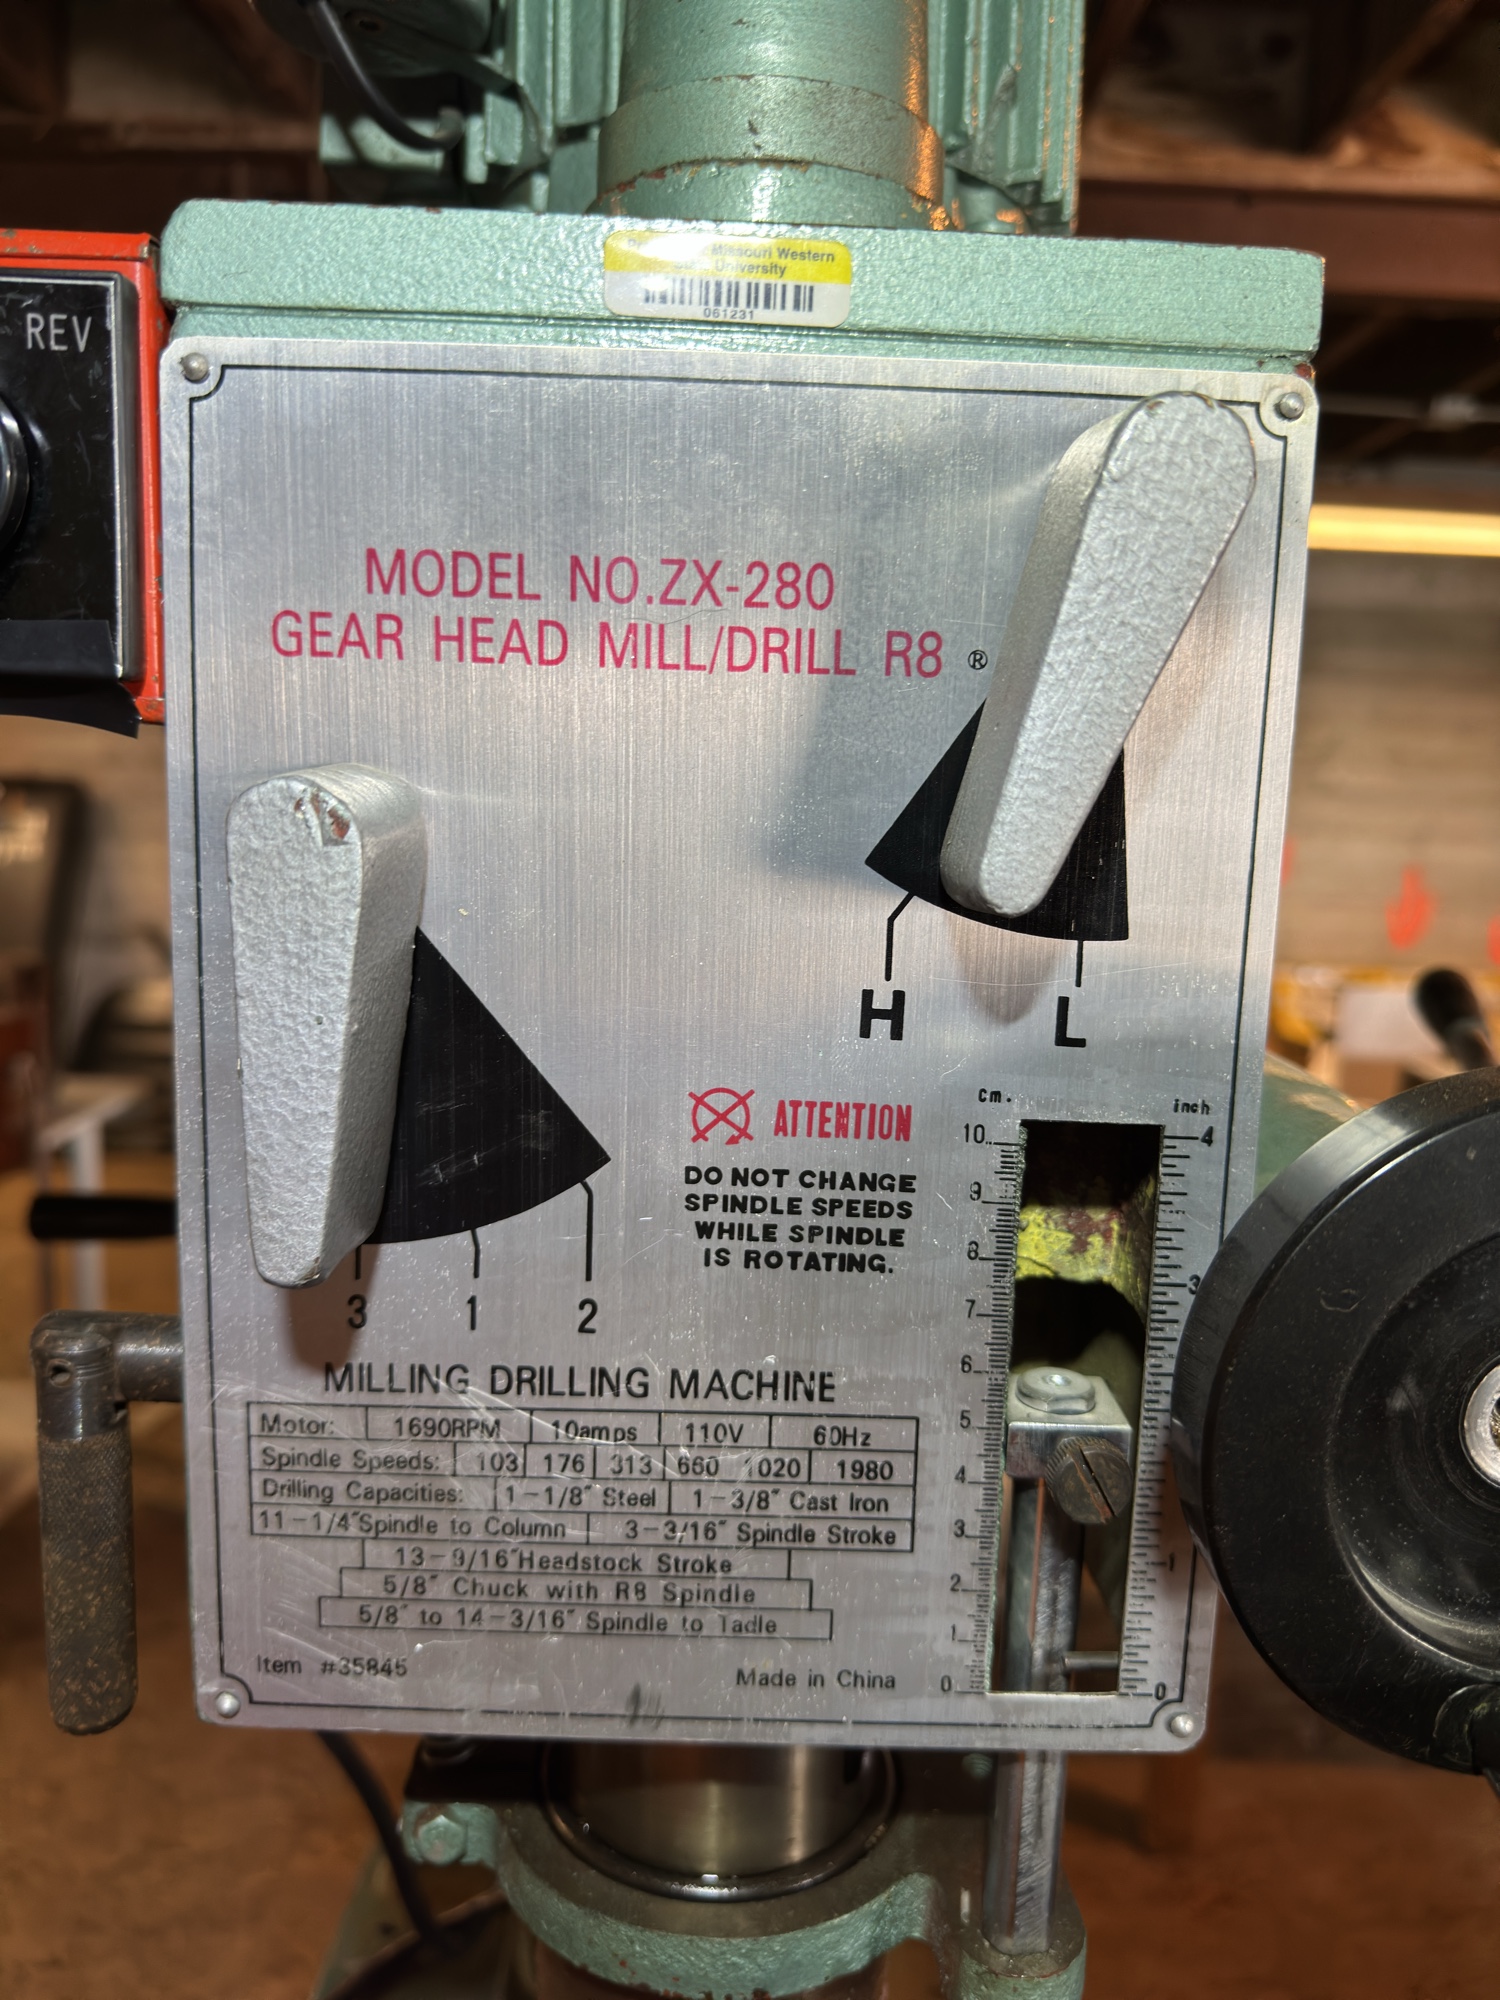 Missouri Western
University
061231
REV
MODEL NO.ZX-280
GEAR HEAD MILL/DRILL R8 ®
H L
cm. inch
ATTENTION
DO NOT CHANGE
SPINDLE SPEEDS
WHILE SPINDLE
IS ROTATING.
10 4
9
8
3
7
6
5
4
3
1
2
1
0 0
3 1 2
MILLING DRILLING MACHINE
Motor: 1690RPM 10amps 110V 60Hz
Spindle Speeds: 103 176 313 660 1020 1980
Drilling Capacities: 1-1/8" Steel 1-3/8" Cast Iron
11-1/4"Spindle to Column 3-3/16" Spindle Stroke
13-9/16"Headstock Stroke
5/8" Chuck with R8 Spindle
5/8" to 14-3/16" Spindle to Tadle
Item #35845 Made in China